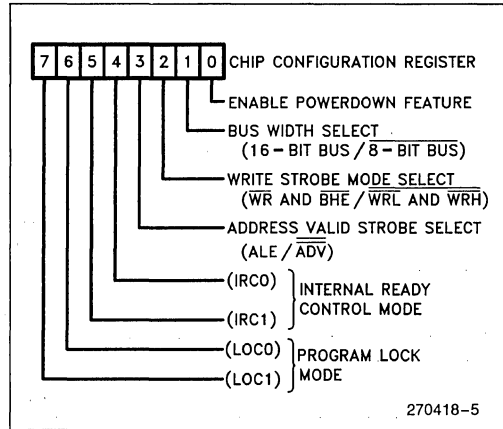 7 6 5 4 3 2 1 0 CHIP CONFIGURATION REGISTER
ENABLE POWERDOWN FEATURE
BUS WIDTH SELECT
(16-BIT BUS / 8-BIT BUS)
WRITE STROBE MODE SELECT
(WR AND BHE / WRL AND WRH)
ADDRESS VALID STROBE SELECT
(ALE / ADV)
(IRC0)
INTERNAL READY
CONTROL MODE
(IRC1)
(LOC0)
PROGRAM LOCK
MODE
(LOC1)
270418-5